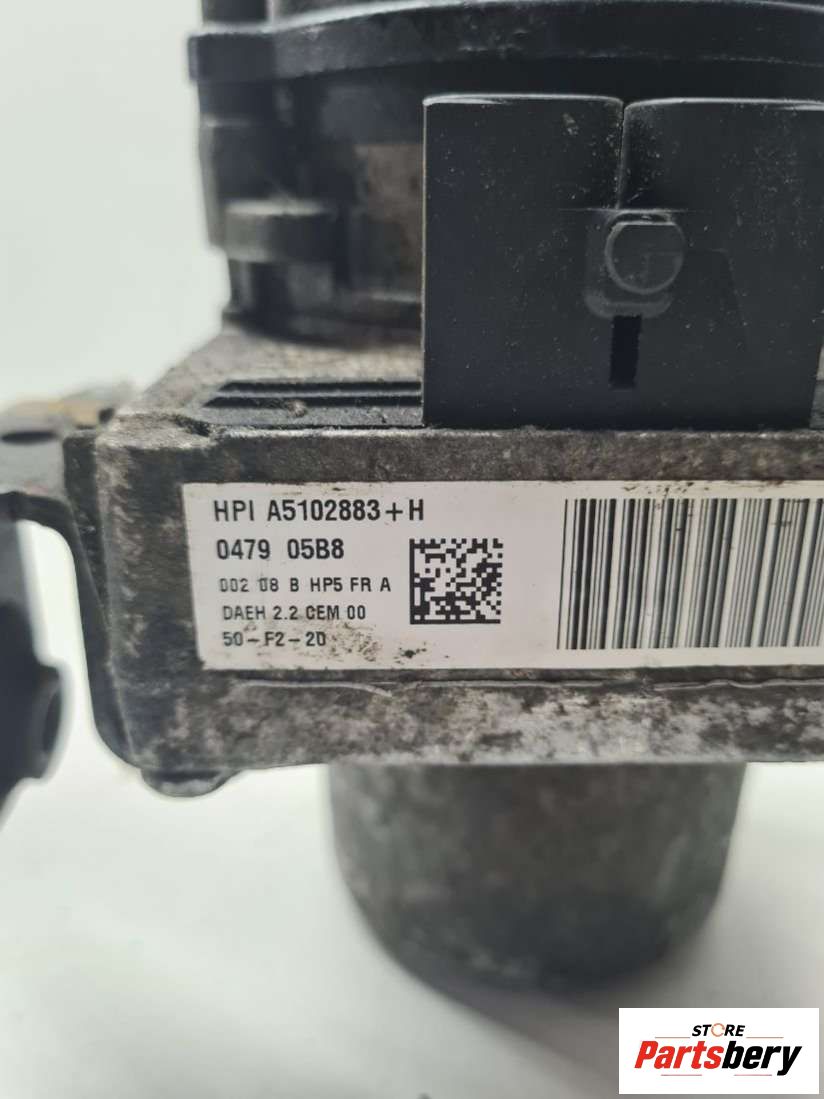 HPI A5102883+H
0479 05B8
002 08 B HP5 FR A
DAEH 2.2 CEM 00
50-F2-2D
STORE
Partsbery